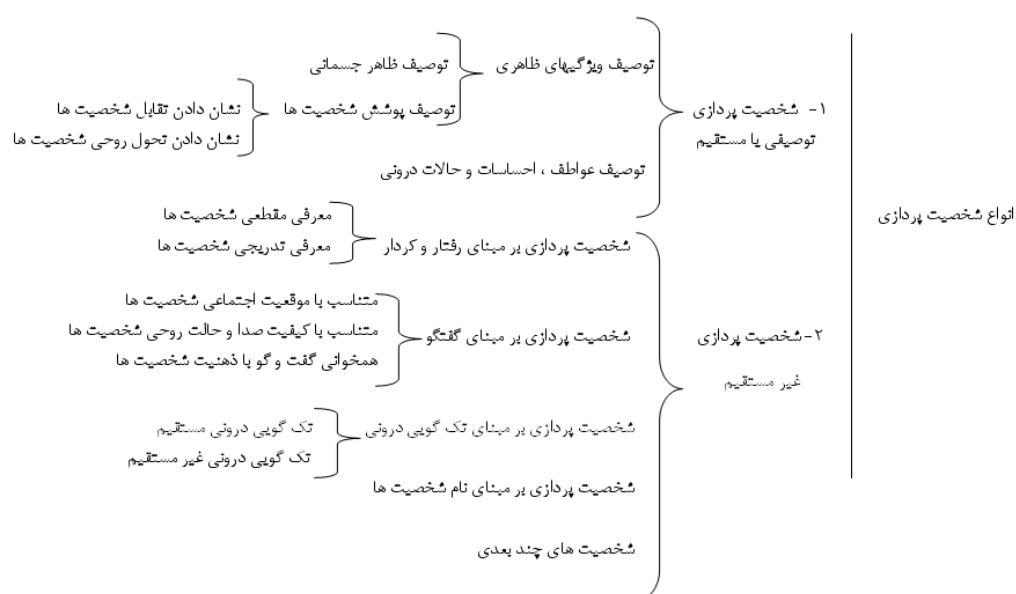 انواع شخصیت پردازی
۱- شخصیت پردازی
توصیفی یا مستقیم
توصیف ویژگیهای ظاهری
توصیف ظاهر جسمانی
توصیف پوشش شخصیت ها
نشان دادن تقابل شخصیت ها
نشان دادن تحول روحی شخصیت ها
توصیف عواطف ، احساسات و حالات درونی
۲-شخصیت پردازی
غیر مستقیم
شخصیت پردازی بر مبنای رفتار و کردار
معرفی مقطعی شخصیت ها
معرفی تدریجی شخصیت ها
شخصیت پردازی بر مبنای گفتگو
متناسب با موقعیت اجتماعی شخصیت ها
متناسب با کیفیت صدا و حالت روحی شخصیت ها
همخوانی گفت و گو با ذهنیت شخصیت ها
شخصیت پردازی بر مبنای تک گویی درونی
تک گویی درونی مستقیم
تک گویی درونی غیر مستقیم
شخصیت پردازی بر مبنای نام شخصیت ها
شخصیت های چند بعدی